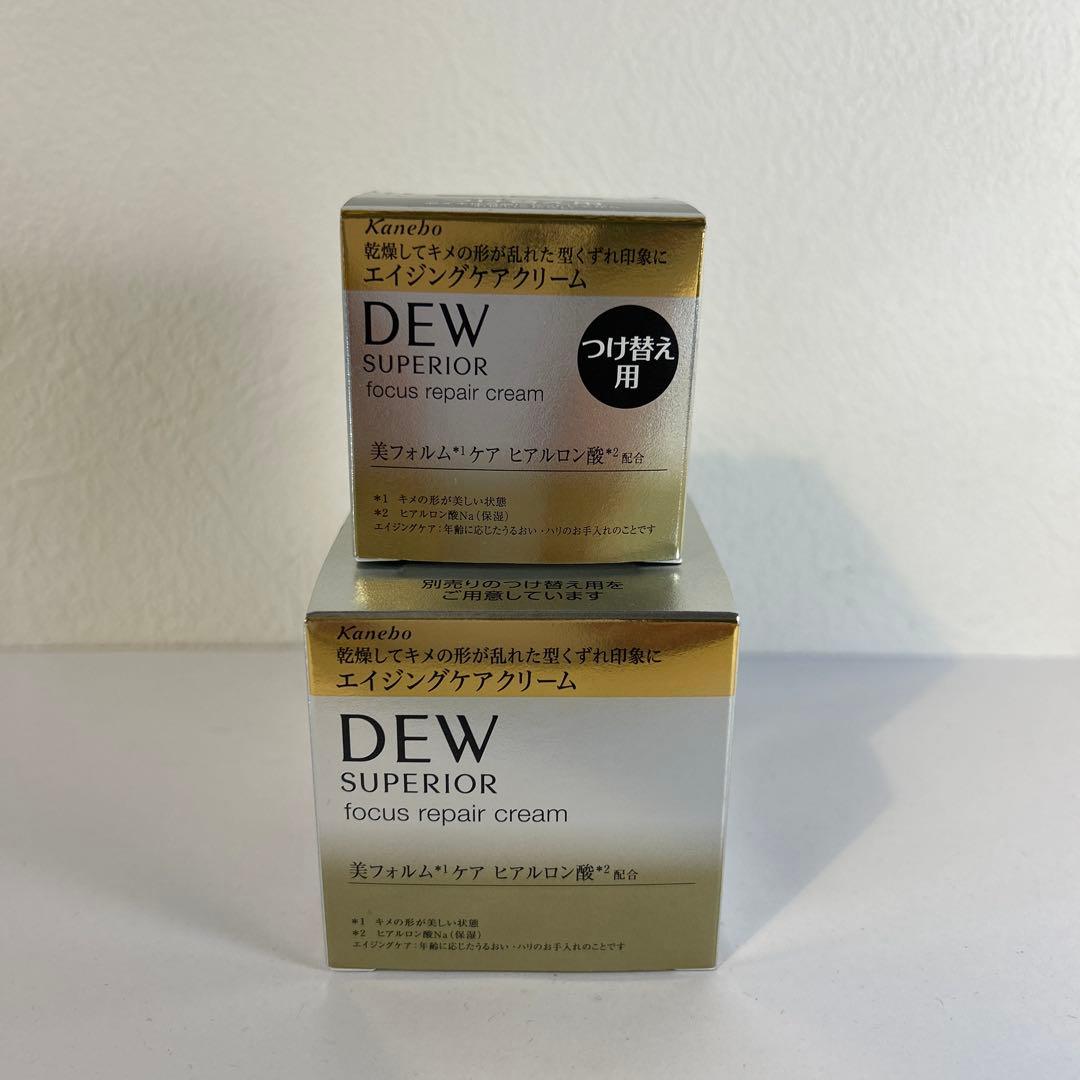 Kanebo
乾燥してキメの形が乱れた型くずれ印象に
エイジングケアクリーム
DEW
SUPERIOR
focus repair cream
つけ替え
用
美フォルム*1ケア ヒアルロン酸*2配合
*1 キメの形が美しい状態
*2 ヒアルロン酸Na(保湿)
エイジングケア:年齢に応じたうるおい・ハリのお手入れのことです
別売りのつけ替え用を
ご用意しています
Kanebo
乾燥してキメの形が乱れた型くずれ印象に
エイジングケアクリーム
DEW
SUPERIOR
focus repair cream
美フォルム*1ケア ヒアルロン酸*2配合
*1 キメの形が美しい状態
*2 ヒアルロン酸Na(保湿)
エイジングケア:年齢に応じたうるおい・ハリのお手入れのことです